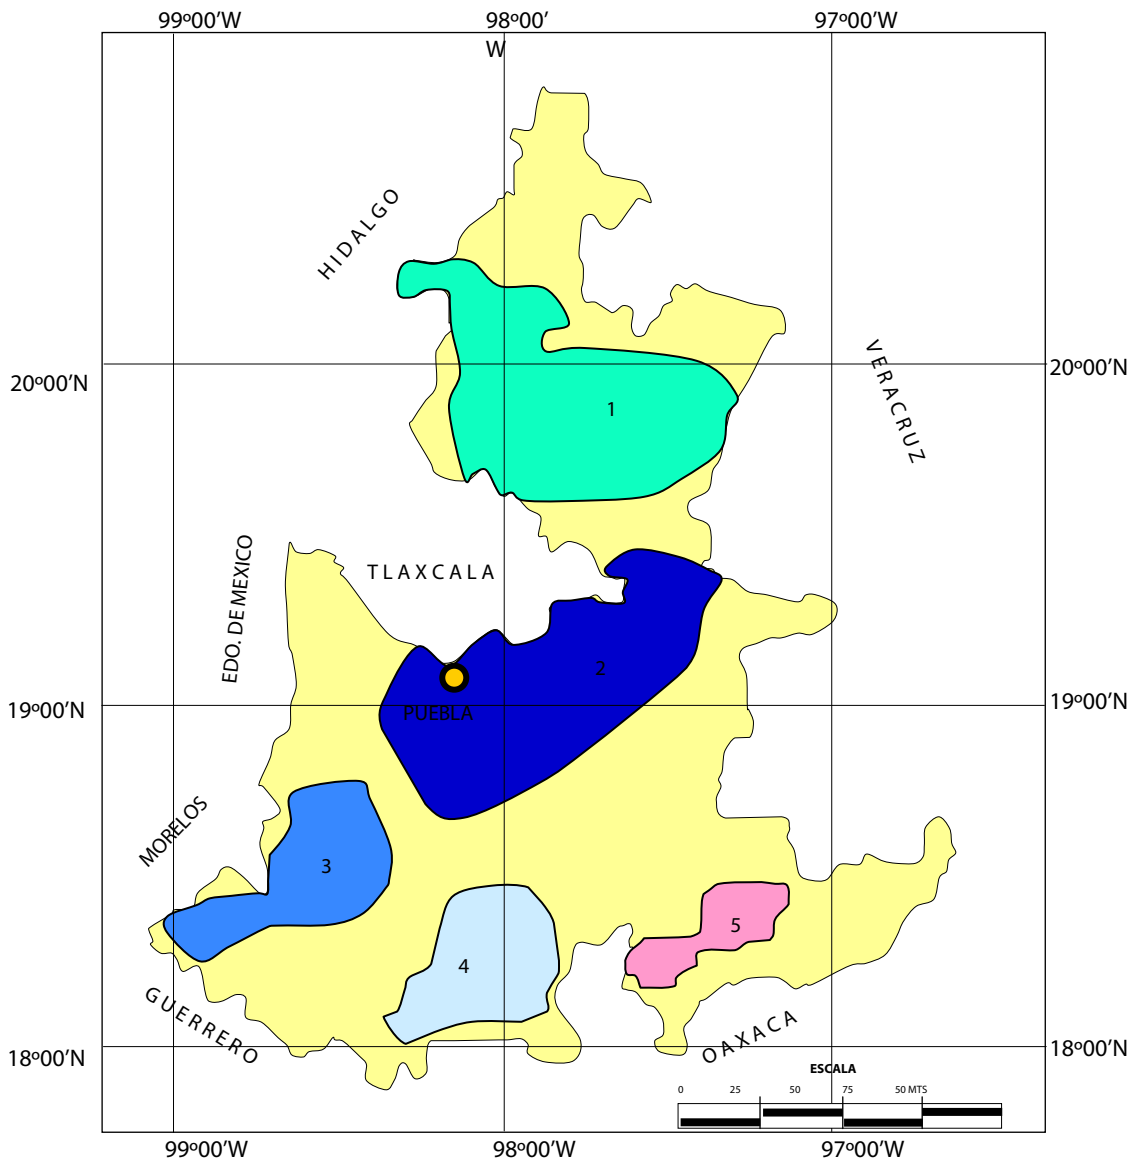 99º00’W
98º00’
W
97º00’W
HIDALGO
VERACRUZ
20º00’N
20º00’N
1
EDO. DE MEXICO
TLAXCALA
2
19º00’N
PUEBLA
19º00’N
MORELOS
3
5
4
GUERRERO
OAXACA
18º00’N
18º00’N
ESCALA
0 25 50 75 50 MTS
99º00’W
98º00’W
97º00’W